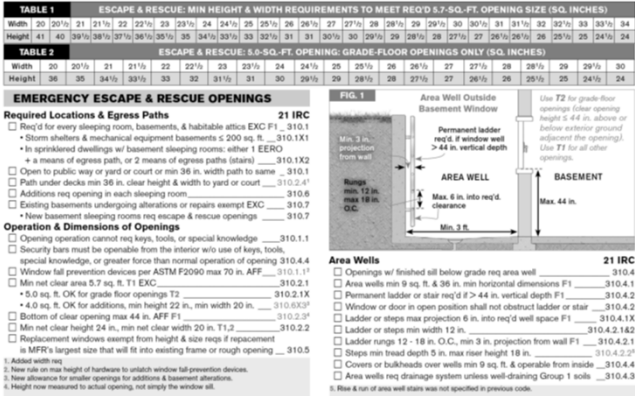 TABLE 1 ESCAPE & RESCUE: MIN HEIGHT & WIDTH REQUIREMENTS TO MEET REQ'D 5.7-SQ.-FT. OPENING SIZE (SQ. INCHES)
Width 20 20½ 21 21½ 22 22½ 23 23½ 24 24½ 25 25½ 26 26½ 27 27½ 28 28½ 29 29½ 30 30½ 31 31½ 32 32½ 33 33½ 34
Height 41 40 39½ 38½ 37½ 36½ 35½ 35
TABLE 2 ESCAPE & RESCUE: 5.0-SQ.-FT. OPENING: GRADE-FLOOR OPENINGS ONLY (SQ. INCHES)
Width 20 20½ 21 21½ 22 22½ 23 23½ 24
Height 36 34½ 33½ 33 32 31½ 30
EMERGENCY ESCAPE & RESCUE OPENINGS
Required Locations & Egress Paths 21 IRC
Req'd for every sleeping room, basements, & habitable attics EXC F1 310.1
• Storm shelters & mechanical equipment basements ≤ 200 sq. ft. 310.1X1
• In sprinklered dwellings w/ basement sleeping rooms: either 1 EERO
+ a means of egress path, or 2 means of egress paths (stairs) 310.1X2
Open to public way or yard or court w/ min 36 in. width path to same 310.1
Path under decks min 36 in. clear height & width to yard or court 310.2.4¹
Additions req opening in each sleeping room 310.6
Existing basements undergoing alterations or repairs exempt EXC 310.7
• New basement sleeping rooms req escape & rescue openings 310.7
Operation & Dimensions of Openings
Opening operation cannot req keys, tools, or special knowledge 310.1.1
Security bars must be openable from the interior w/o use of keys, tools,
special knowledge, or greater force than normal operation of opening 310.4.4
Window fall prevention devices per ASTM F2090 max 70 in. AFF 310.1.1²
Min net clear area 5.7 sq. ft. T1 EXC 310.2.1
• 5.0 sq. ft. OK for grade floor openings T2 310.2.1X
• 4.0 sq. ft. OK for additions, min height 22 in., min width 20 in. 310.6X3³
Bottom of clear opening max 44 in. AFF F1 310.2.3⁴
Min net clear height 24 in., min net clear width 20 in. T1,2 310.2.2
Replacement windows exempt from height & size reqs if repacement
is MFR's largest size that will fit into existing frame or rough opening 310.5
1. Added width req
2. New rule on max height of hardware to unlatch window fall-prevention devices.
3. New allowance for smaller openings for additions & basement alterations.
4. Height now measured to actual opening, not simply the window sill.
FIG. 1
Area Well Outside
Basement Window
Use T2 for grade-floor
openings (clear opening
height ≤ 44 in. above or
below exterior ground
adjacent the opening).
Use T1 for all other
openings.
Min. 3 in.
projection
from wall
Permanent ladder
req'd. if window well
> 44 in. vertical depth
Rungs
min. 12 in.
max 18 in.
O.C.
AREA WELL
BASEMENT
Max. 6 in. into req'd.
clearance
Max. 44 in.
Min. 3 ft.
Area Wells 21 IRC
Openings w/ finished sill below grade req area well 310.4
Area wells min 9 sq. ft. & 36 in. min horizontal dimensions F1 310.4.1
Permanent ladder or stair req'd if > 44 in. vertical depth F1 310.4.2
Window or door in open position shall not obstruct ladder or stair 310.4.2
Ladder or steps max projection 6 in. into req'd well space F1 310.4.1X
Ladder or steps min width 12 in. 310.4.2.1&2
Ladder rungs 12 - 18 in. O.C., min 3 in. projection from wall F1 310.4.2.1
Steps min tread depth 5 in. max riser height 18 in. 310.4.2.2⁵
Covers or bulkheads over wells min 9 sq. ft. & operable from inside 310.4.4
Area wells req drainage system unless well-draining Group 1 soils 310.4.3
5. Rise & run of area well stairs was not specified in previous code.